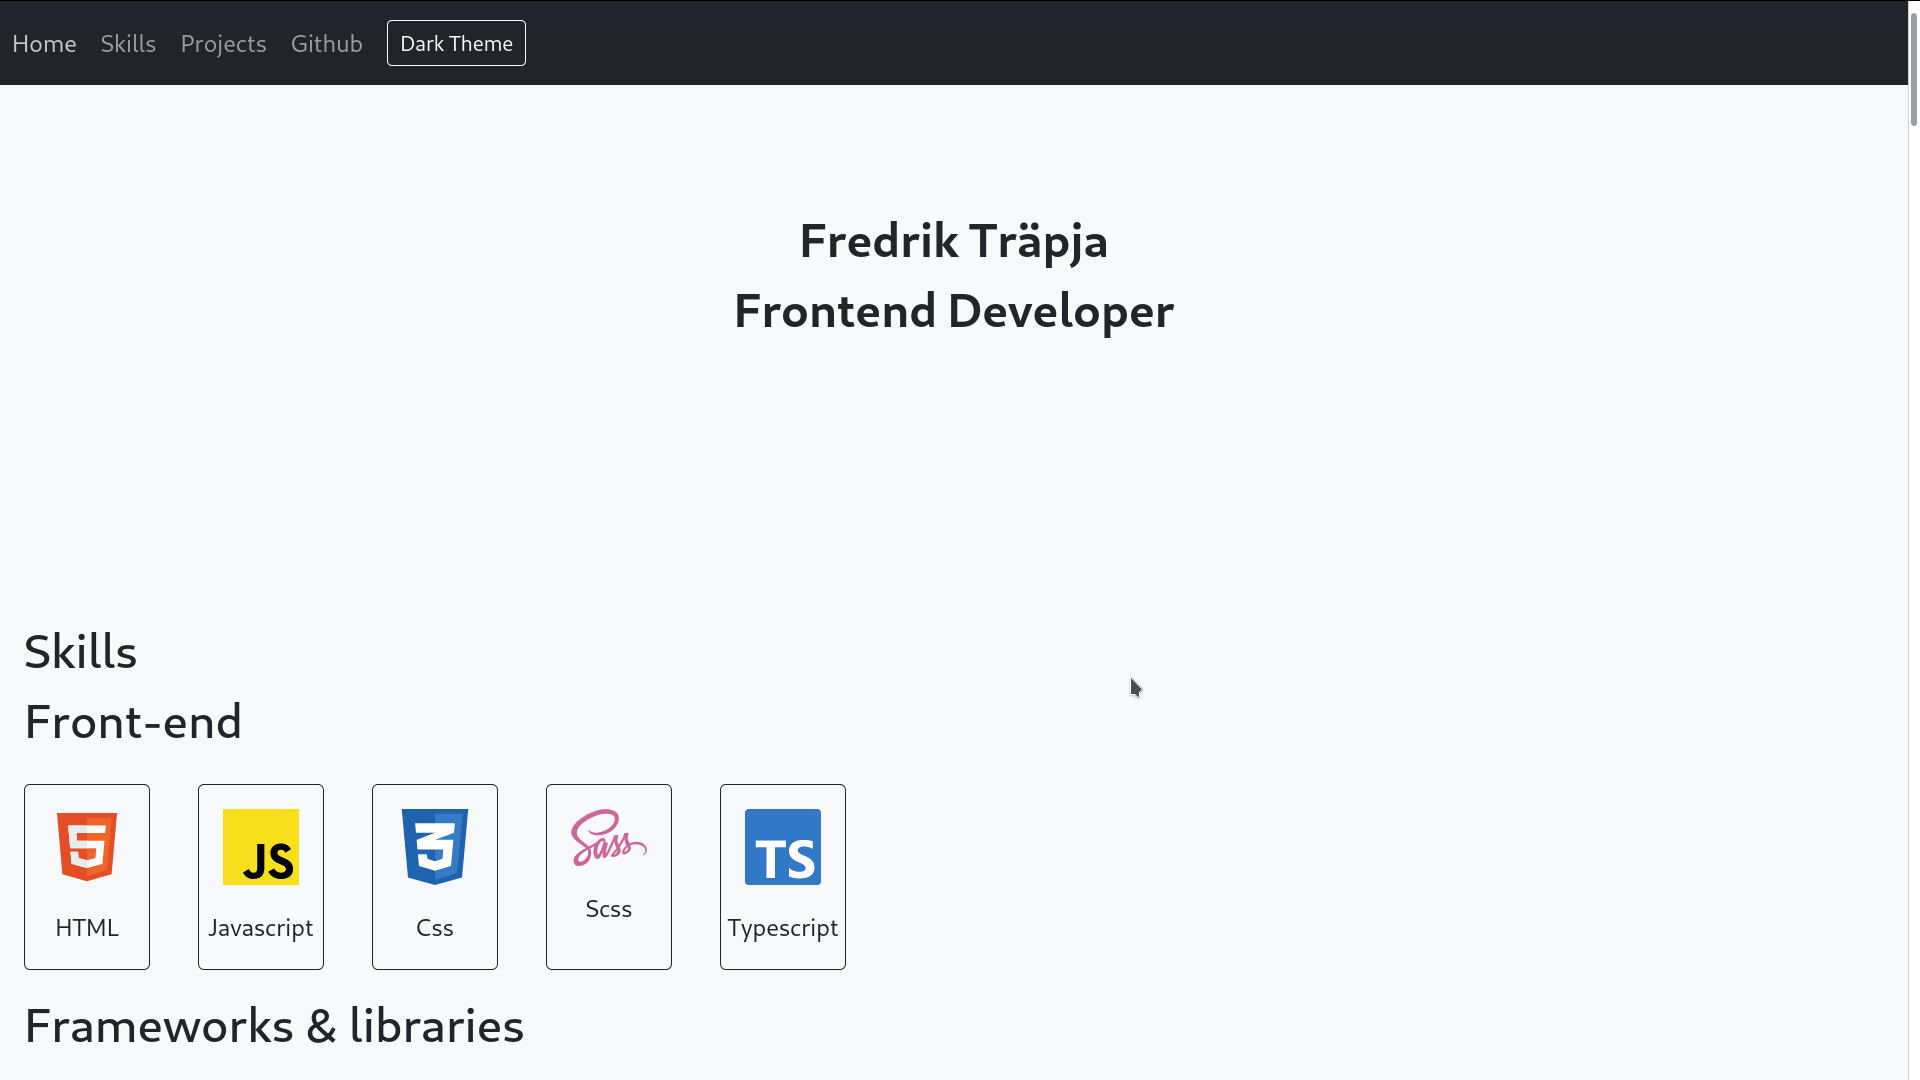 Home Skills Projects Github Dark Theme
Fredrik Träpja
Frontend Developer
Skills
Front-end
5 JS 3 Sass TS
HTML Javascript Css Scss Typescript
Frameworks & libraries